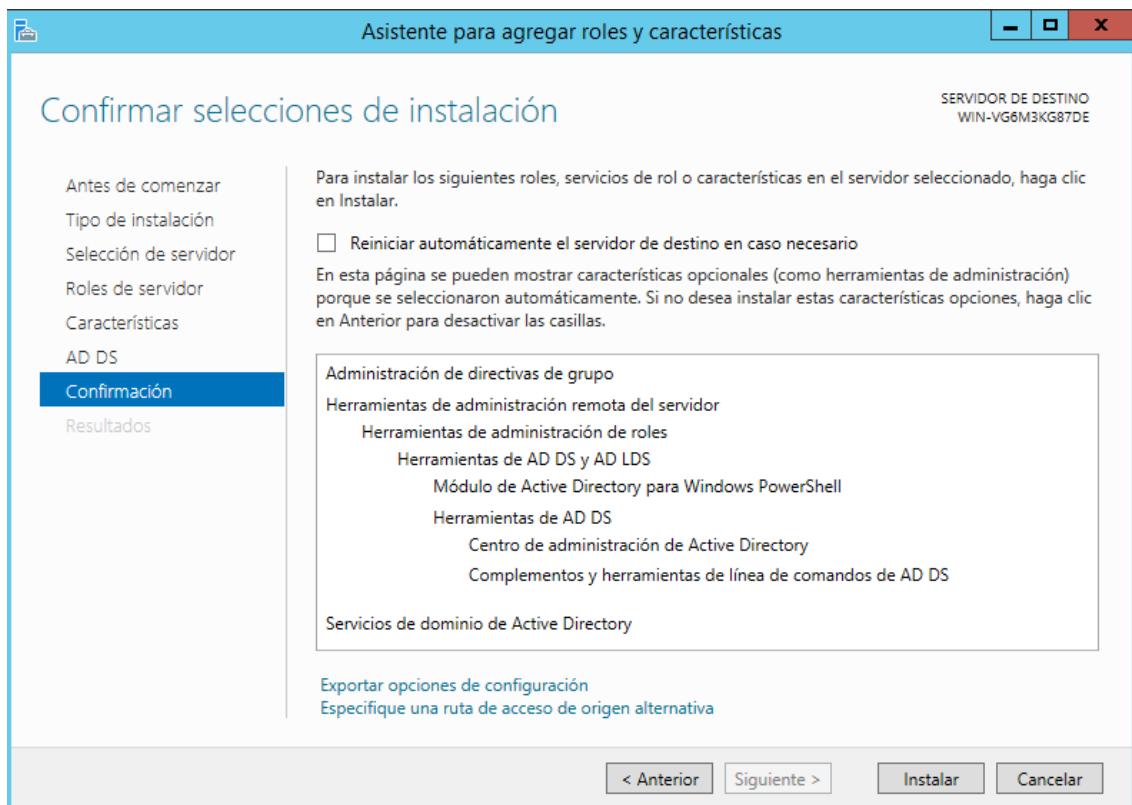 Asistente para agregar roles y características
Confirmar selecciones de instalación
SERVIDOR DE DESTINO
WIN-VG6M3KG87DE
Antes de comenzar
Tipo de instalación
Selección de servidor
Roles de servidor
Características
AD DS
Confirmación
Resultados
Para instalar los siguientes roles, servicios de rol o características en el servidor seleccionado, haga clic
en Instalar.
Reiniciar automáticamente el servidor de destino en caso necesario
En esta página se pueden mostrar características opcionales (como herramientas de administración)
porque se seleccionaron automáticamente. Si no desea instalar estas características opciones, haga clic
en Anterior para desactivar las casillas.
Administración de directivas de grupo
Herramientas de administración remota del servidor
Herramientas de administración de roles
Herramientas de AD DS y AD LDS
Módulo de Active Directory para Windows PowerShell
Herramientas de AD DS
Centro de administración de Active Directory
Complementos y herramientas de línea de comandos de AD DS
Servicios de dominio de Active Directory
Exportar opciones de configuración
Especifique una ruta de acceso de origen alternativa
< Anterior
Siguiente >
Instalar
Cancelar